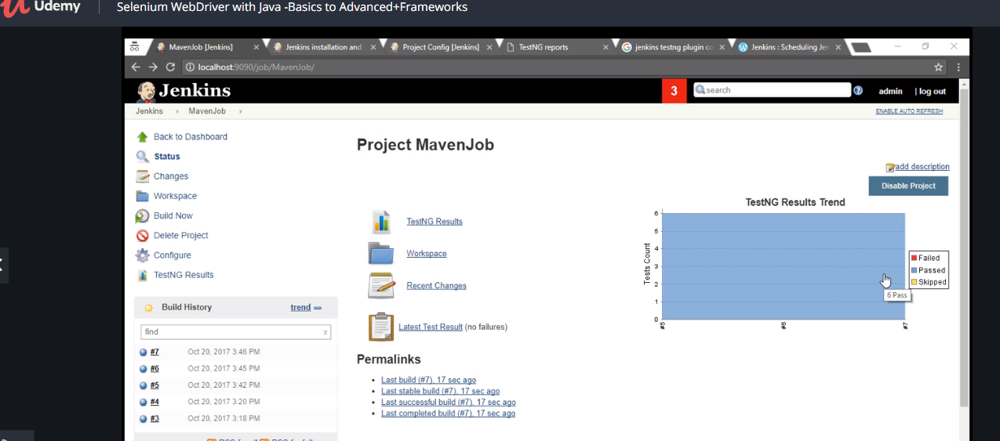 Udemy
Selenium WebDriver with Java -Basics to Advanced+Frameworks
MavenJob [Jenkins]
Jenkins installation and
Project Config [Jenkins]
TestNG reports
jenkins testng plugin co
Jenkins : Scheduling Jen
localhost:9090/job/MavenJob/
Jenkins
3
search
admin
| log out
Jenkins
MavenJob
ENABLE AUTO REFRESH
Back to Dashboard
Status
Changes
Workspace
Build Now
Delete Project
Configure
TestNG Results
Build History
trend
find
x
#7 Oct 20, 2017 3:46 PM
#6 Oct 20, 2017 3:45 PM
#5 Oct 20, 2017 3:42 PM
#4 Oct 20, 2017 3:20 PM
#3 Oct 20, 2017 3:18 PM
Project MavenJob
add description
Disable Project
TestNG Results
Workspace
Recent Changes
Latest Test Result (no failures)
Permalinks
Last build (#7), 17 sec ago
Last stable build (#7), 17 sec ago
Last successful build (#7), 17 sec ago
Last completed build (#7), 17 sec ago
TestNG Results Trend
Tests Count
6
5
4
3
2
1
0
#5
#6
#7
Failed
Passed
Skipped
6 Pass